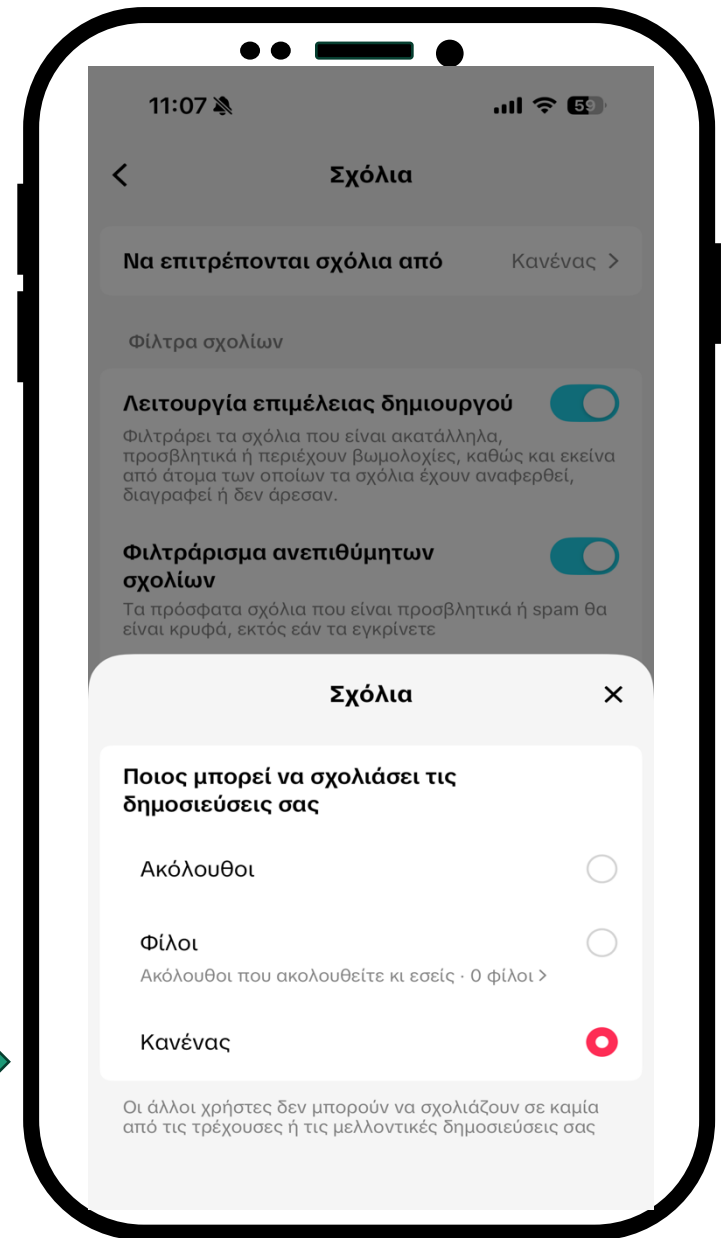 11:07
59
Σχόλια
Να επιτρέπονται σχόλια από Κανένας >
Φίλτρα σχολίων
Λειτουργία επιμέλειας δημιουργού
Φιλτράρει τα σχόλια που είναι ακατάλληλα,
προσβλητικά ή περιέχουν βωμολοχίες, καθώς και εκείνα
από άτομα των οποίων τα σχόλια έχουν αναφερθεί,
διαγραφεί ή δεν άρεσαν.
Φιλτράρισμα ανεπιθύμητων
σχολίων
Τα πρόσφατα σχόλια που είναι προσβλητικά ή spam θα
είναι κρυφά, εκτός εάν τα εγκρίνετε
Σχόλια
Ποιος μπορεί να σχολιάσει τις
δημοσιεύσεις σας
Ακόλουθοι
Φίλοι
Ακόλουθοι που ακολουθείτε κι εσείς · 0 φίλοι >
Κανένας
Οι άλλοι χρήστες δεν μπορούν να σχολιάζουν σε καμία
από τις τρέχουσες ή τις μελλοντικές δημοσιεύσεις σας